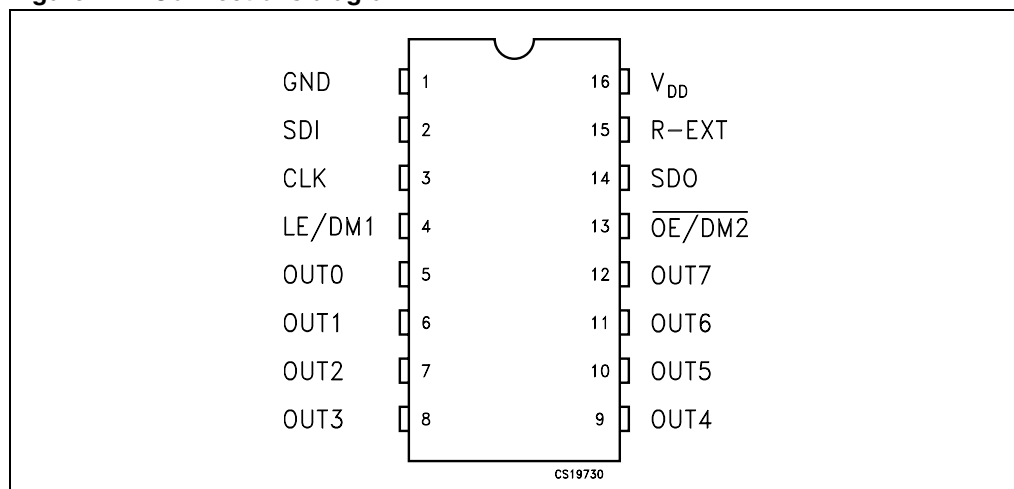 GND 1 16 VDD
SDI 2 15 R-EXT
CLK 3 14 SDO
LE/DM1 4 13 OE/DM2
OUT0 5 12 OUT7
OUT1 6 11 OUT6
OUT2 7 10 OUT5
OUT3 8 9 OUT4
CS19730